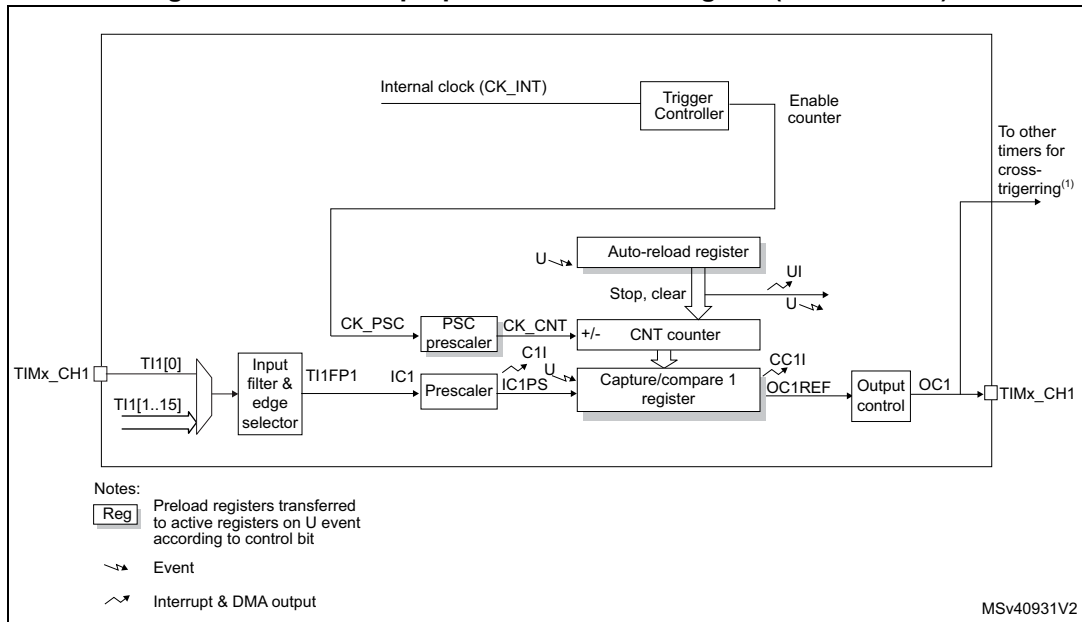 Internal clock (CK_INT)
Trigger
Controller
Enable
counter
To other
timers for
cross-
trigerring(1)
U
Auto-reload register
UI
Stop, clear
U
CK_PSC
PSC
prescaler
CK_CNT
+/-
CNT counter
TIMx_CH1
TI1[0]
TI1[1..15]
Input
filter &
edge
selector
TI1FP1
IC1
Prescaler
C1I
IC1PS
U
Capture/compare 1
register
CC1I
OC1REF
Output
control
OC1
TIMx_CH1
Notes:
Reg
Preload registers transferred
to active registers on U event
according to control bit
Event
Interrupt & DMA output
MSv40931V2